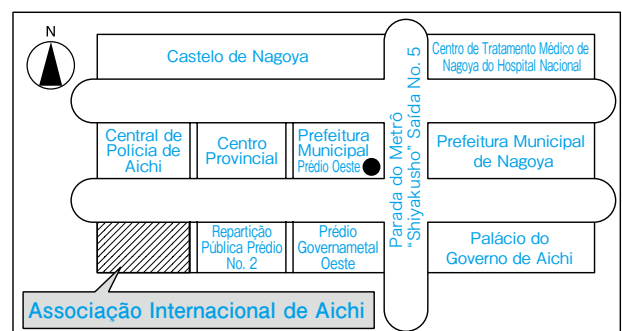 N
Castelo de Nagoya
Centro de Tratamento Médico de
Nagoya do Hospital Nacional
Parada do Metrô
"Shiyakusho" Saída No. 5
Central de
Polícia de
Aichi
Centro
Provincial
Prefeitura
Municipal
Prédio Oeste
Prefeitura Municipal
de Nagoya
Repartição
Pública Prédio
No. 2
Prédio
Governametal
Oeste
Palácio do
Governo de Aichi
Associação Internacional de Aichi